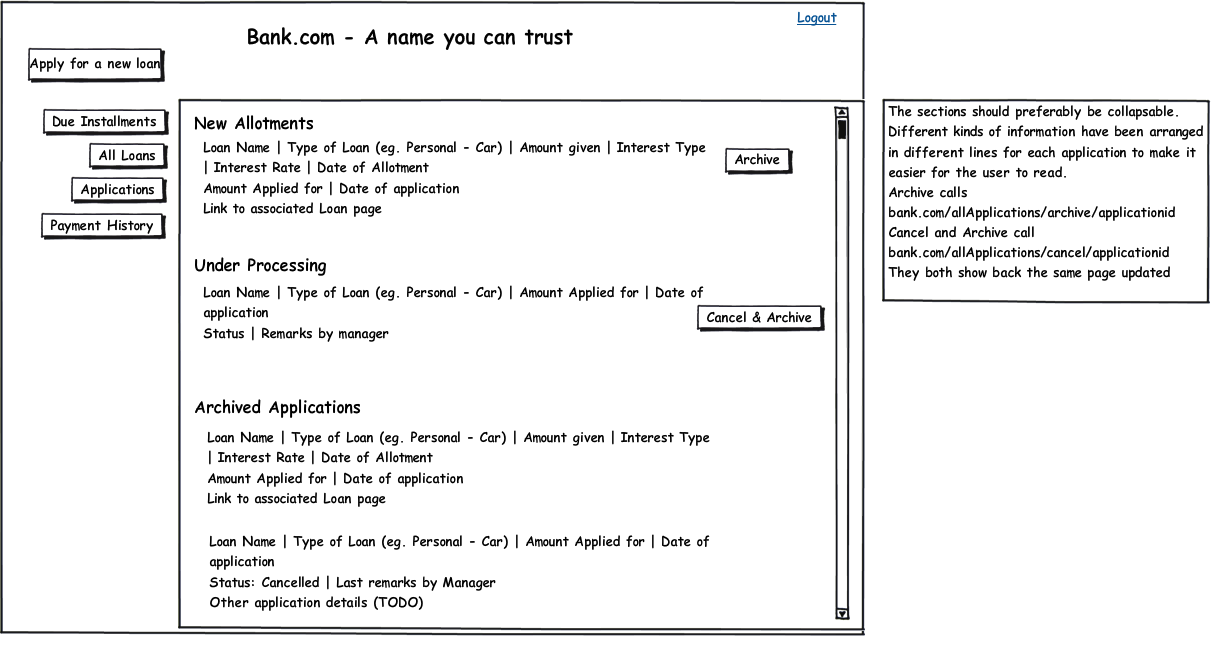 Logout
Bank.com - A name you can trust
Apply for a new loan
Due Installments
All Loans
Applications
Payment History
New Allotments
Loan Name | Type of Loan (eg. Personal - Car) | Amount given | Interest Type
| Interest Rate | Date of Allotment
Amount Applied for | Date of application
Link to associated Loan page
Archive
Under Processing
Loan Name | Type of Loan (eg. Personal - Car) | Amount Applied for | Date of
application
Status | Remarks by manager
Cancel & Archive
Archived Applications
Loan Name | Type of Loan (eg. Personal - Car) | Amount given | Interest Type
| Interest Rate | Date of Allotment
Amount Applied for | Date of application
Link to associated Loan page
Loan Name | Type of Loan (eg. Personal - Car) | Amount Applied for | Date of
application
Status: Cancelled | Last remarks by Manager
Other application details (TODO)
The sections should preferably be collapsable.
Different kinds of information have been arranged
in different lines for each application to make it
easier for the user to read.
Archive calls
bank.com/allApplications/archive/applicationid
Cancel and Archive call
bank.com/allApplications/cancel/applicationid
They both show back the same page updated